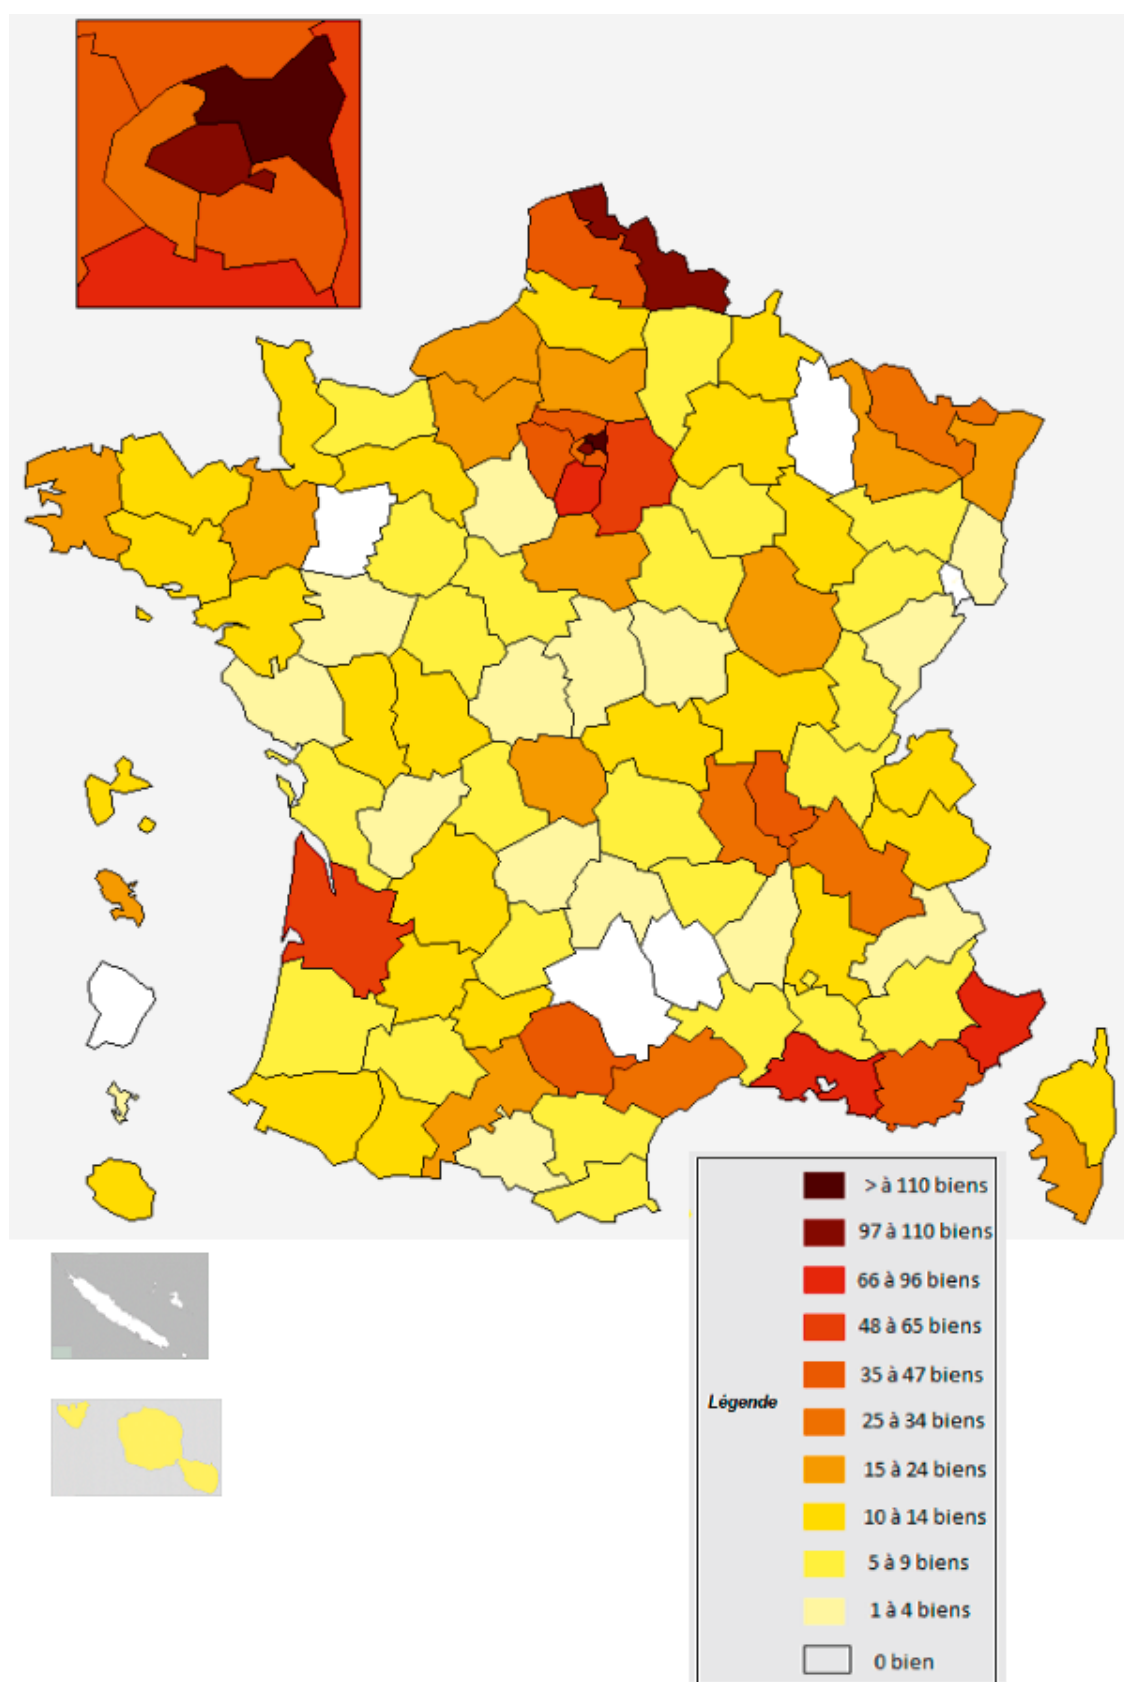 > à 110 biens
97 à 110 biens
66 à 96 biens
48 à 65 biens
35 à 47 biens
Légende
25 à 34 biens
15 à 24 biens
10 à 14 biens
5 à 9 biens
1 à 4 biens
0 bien